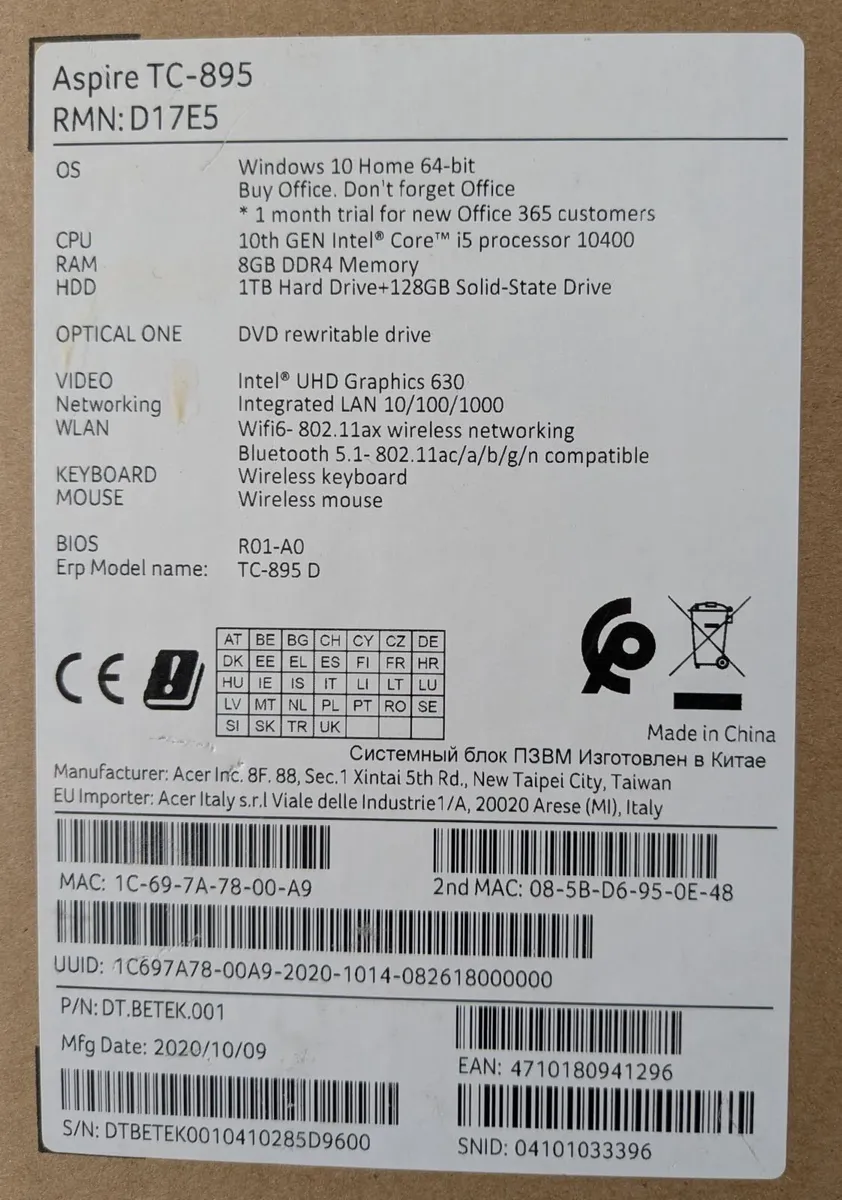 Aspire TC-895
RMN: D17E5
OS Windows 10 Home 64-bit
Buy Office. Don't forget Office
* 1 month trial for new Office 365 customers
CPU 10th GEN Intel® Core™ i5 processor 10400
RAM 8GB DDR4 Memory
HDD 1TB Hard Drive+128GB Solid-State Drive
OPTICAL ONE DVD rewritable drive
VIDEO Intel® UHD Graphics 630
Networking Integrated LAN 10/100/1000
WLAN Wifi6- 802.11ax wireless networking
Bluetooth 5.1- 802.11ac/a/b/g/n compatible
KEYBOARD Wireless keyboard
MOUSE Wireless mouse
BIOS R01-A0
Erp Model name: TC-895 D
CE
AT BE BG CH CY CZ DE
DK EE EL ES FI FR HR
HU IE IS IT LI LT LU
LV MT NL PL PT RO SE
SI SK TR UK
Made in China
Системный блок ПЗВМ Изготовлен в Китае
Manufacturer: Acer Inc. 8F. 88, Sec.1 Xintai 5th Rd., New Taipei City, Taiwan
EU Importer: Acer Italy s.r.l Viale delle Industrie1/A, 20020 Arese (MI), Italy
MAC: 1C-69-7A-78-00-A9 2nd MAC: 08-5B-D6-95-0E-48
UUID: 1C697A78-00A9-2020-1014-082618000000
P/N: DT.BETEK.001
Mfg Date: 2020/10/09
EAN: 4710180941296
S/N: DTBETEK0010410285D9600
SNID: 04101033396